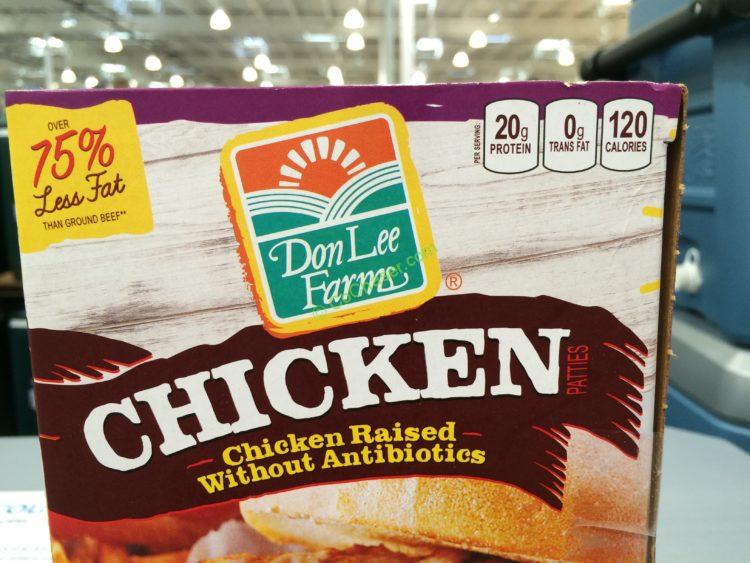 OVER
75%
Less Fat
THAN GROUND BEEF**
Don Lee
Farms
®
PER SERVING:
20g
PROTEIN
0g
TRANS FAT
120
CALORIES
CHICKEN
PATTIES
Chicken Raised
Without Antibiotics